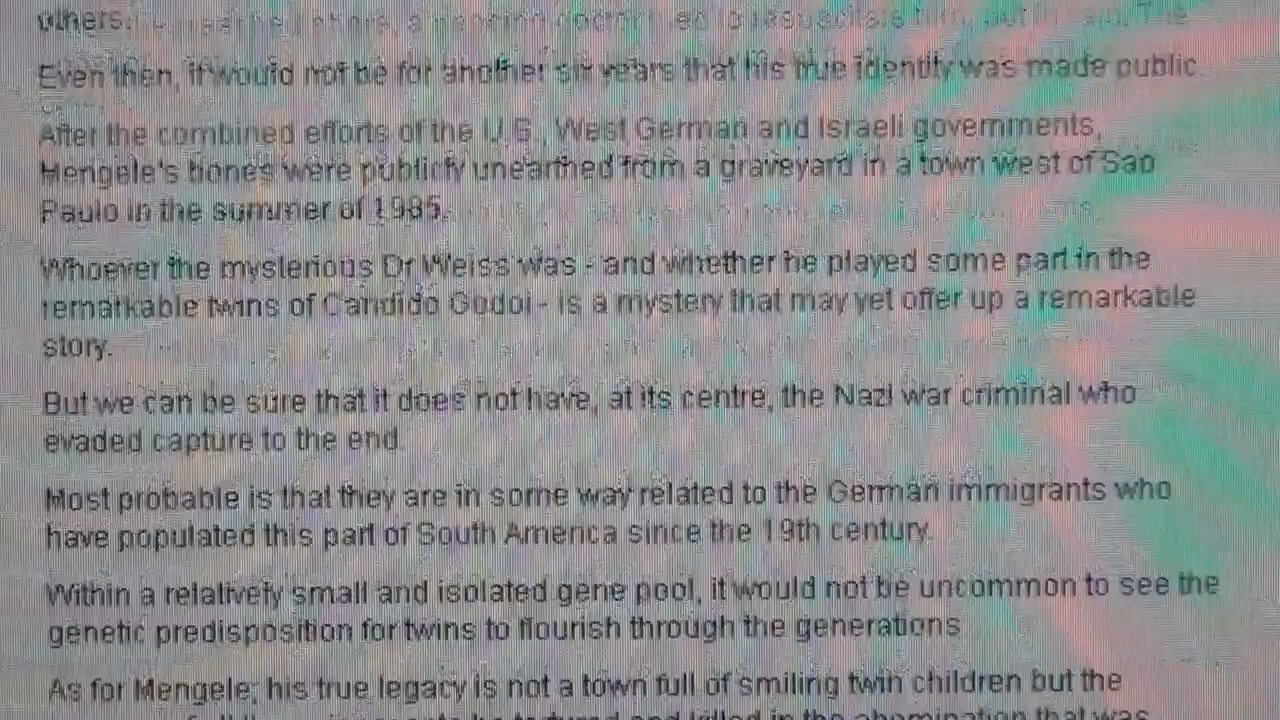 others.
Even then, it would not be for another six years that his true identity was made public
After the combined efforts of the U.S., West German and Israeli governments,
Mengele's bones were publicly unearthed from a graveyard in a town west of Sao
Paulo in the summer of 1985.
Whoever the mysterious Dr Weiss was - and whether he played some part in the
remarkable twins of Candido Godoi - is a mystery that may yet offer up a remarkable
story.
But we can be sure that it does not have, at its centre, the Nazi war criminal who
evaded capture to the end
Most probable is that they are in some way related to the German immigrants who
have populated this part of South America since the 19th century.
Within a relatively small and isolated gene pool, it would not be uncommon to see the
genetic predisposition for twins to flourish through the generations
As for Mengele; his true legacy is not a town full of smiling twin children but the
tortured and killed in the abomination that was